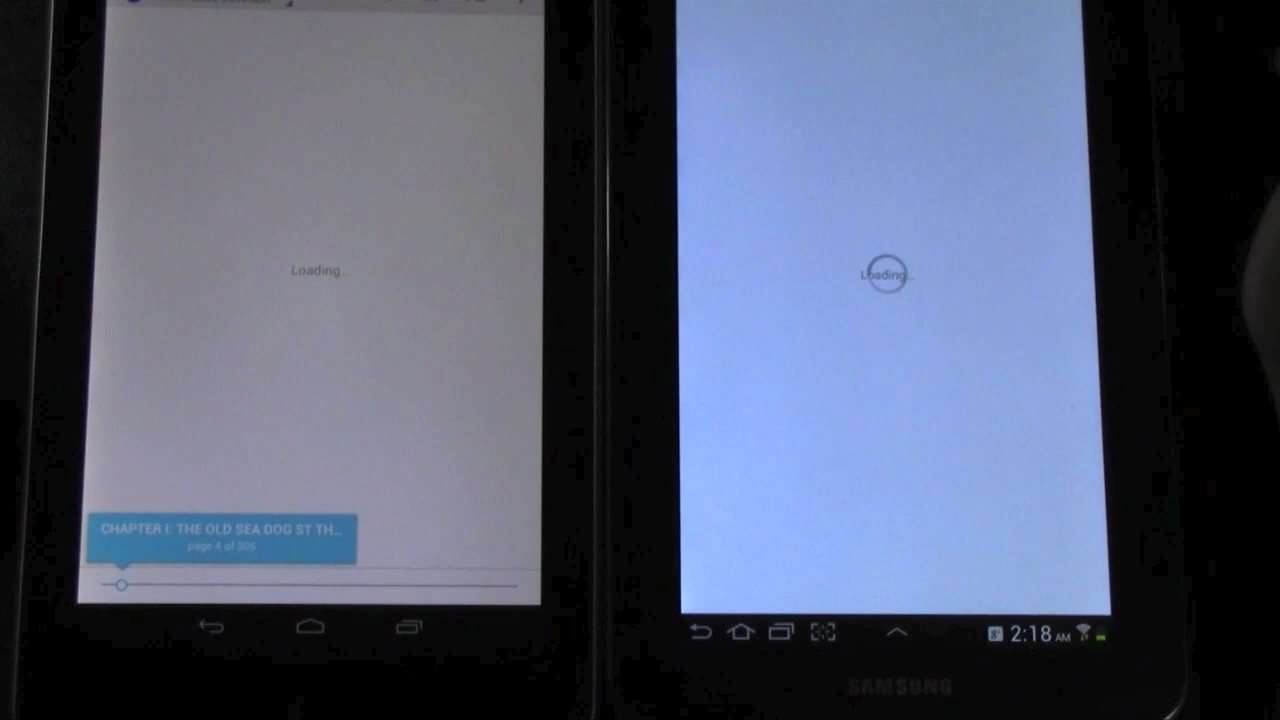 Loading...
Loading...
CHAPTER I: THE OLD SEA DOG ST TH...
page 4 of 306
2:18 AM
SAMSUNG